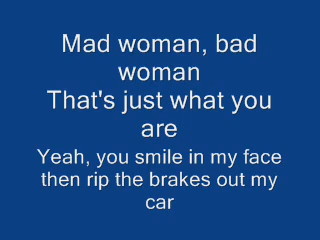 Mad woman, bad
woman
That's just what you
are
Yeah, you smile in my face
then rip the brakes out my
car